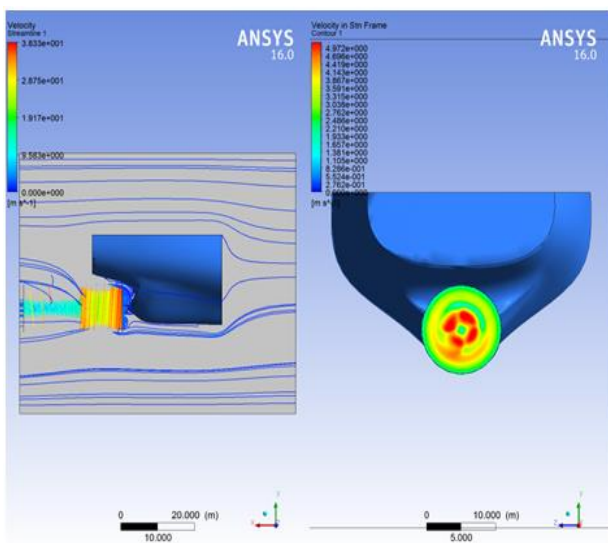 Velocity
Streamline 1
3.833e+001
2.875e+001
1.917e+001
9.583e+000
0.000e+000
[m s^-1]
ANSYS
16.0
0
20.000 (m)
10.000
Y
X
Z
Velocity in Stn Frame
Contour 1
4.972e+000
4.696e+000
4.419e+000
4.143e+000
3.867e+000
3.591e+000
3.315e+000
3.038e+000
2.762e+000
2.486e+000
2.210e+000
1.933e+000
1.657e+000
1.381e+000
1.105e+000
8.286e-001
5.524e-001
2.762e-001
0.000e+000
[m s^-1]
ANSYS
16.0
0
10.000 (m)
5.000
Y
Z